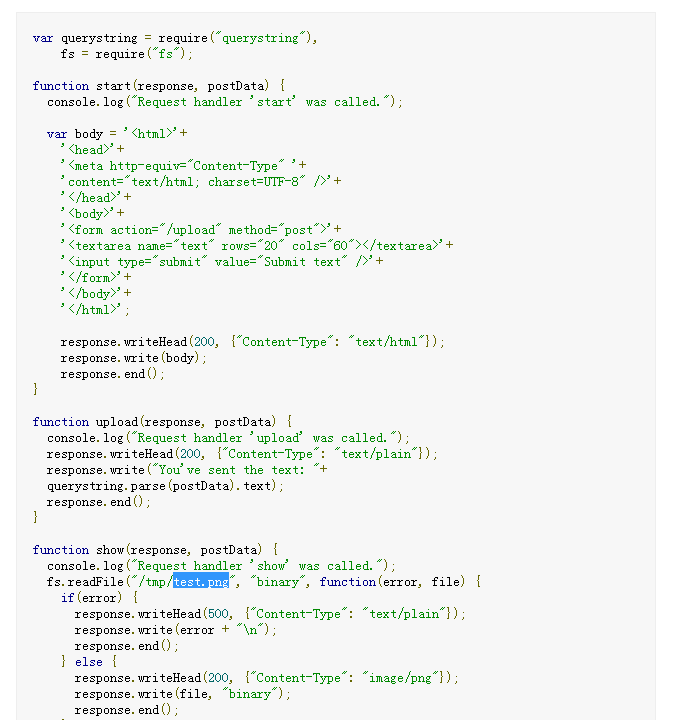 var querystring = require("querystring"),
    fs = require("fs");
function start(response, postData) {
  console.log("Request handler 'start' was called.");
  var body = '<html>'+
    '<head>'+
    '<meta http-equiv="Content-Type" '+
    'content="text/html; charset=UTF-8" />'+
    '</head>'+
    '<body>'+
    '<form action="/upload" method="post">'+
    '<textarea name="text" rows="20" cols="60"></textarea>'+
    '<input type="submit" value="Submit text" />'+
    '</form>'+
    '</body>'+
    '</html>';
    response.writeHead(200, {"Content-Type": "text/html"});
    response.write(body);
    response.end();
}
function upload(response, postData) {
  console.log("Request handler 'upload' was called.");
  response.writeHead(200, {"Content-Type": "text/plain"});
  response.write("You've sent the text: "+
  querystring.parse(postData).text);
  response.end();
}
function show(response, postData) {
  console.log("Request handler 'show' was called.");
  fs.readFile("/tmp/test.png", "binary", function(error, file) {
    if(error) {
      response.writeHead(500, {"Content-Type": "text/plain"});
      response.write(error + "\n");
      response.end();
    } else {
      response.writeHead(200, {"Content-Type": "image/png"});
      response.write(file, "binary");
      response.end();